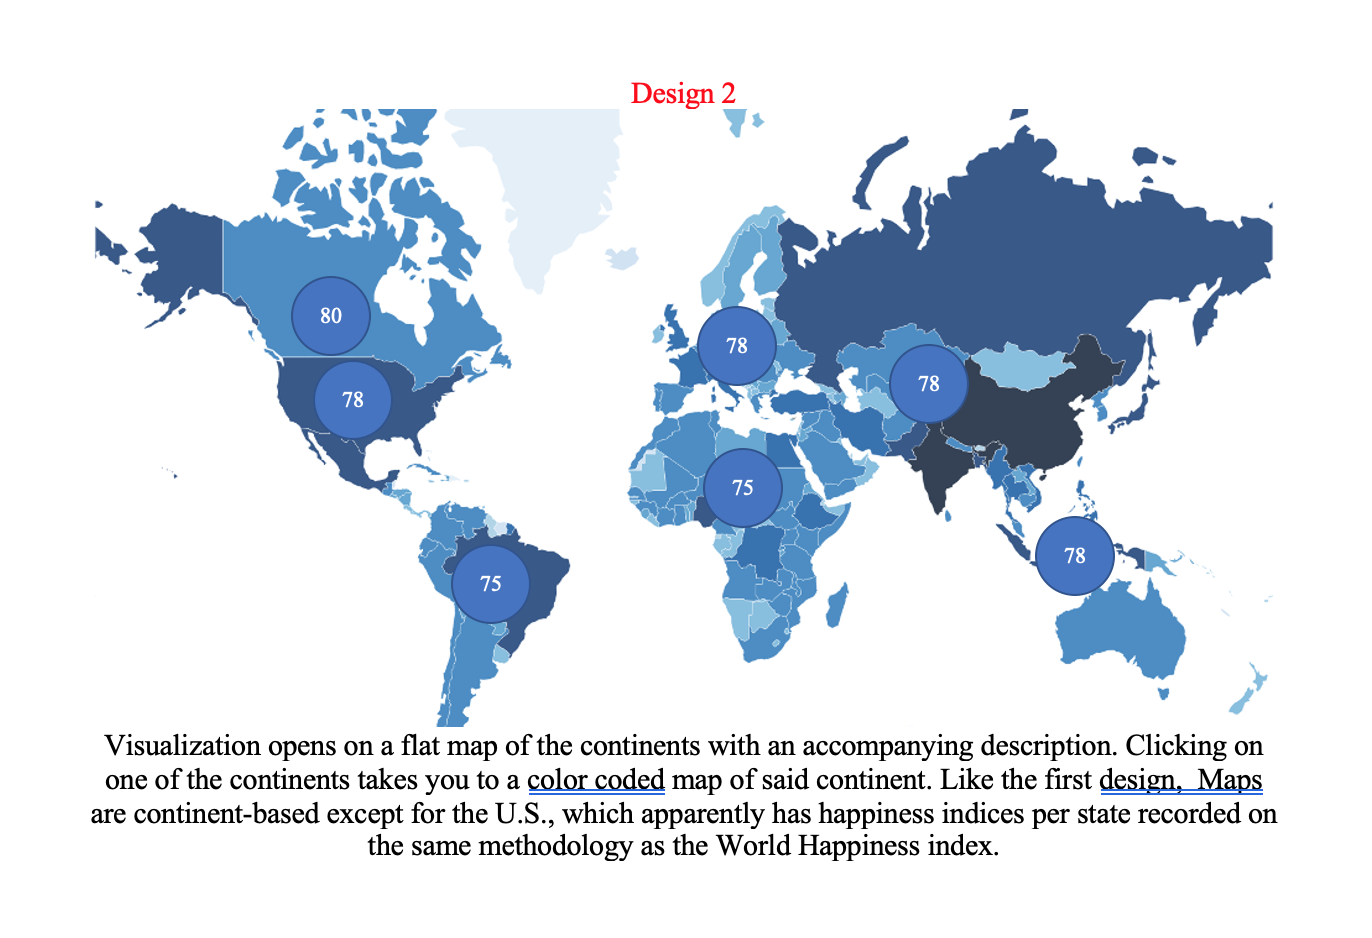 Design 2
80
78
78
78
75
78
75
Visualization opens on a flat map of the continents with an accompanying description. Clicking on
one of the continents takes you to a color coded map of said continent. Like the first design,  Maps
are continent-based except for the U.S., which apparently has happiness indices per state recorded on
the same methodology as the World Happiness index.